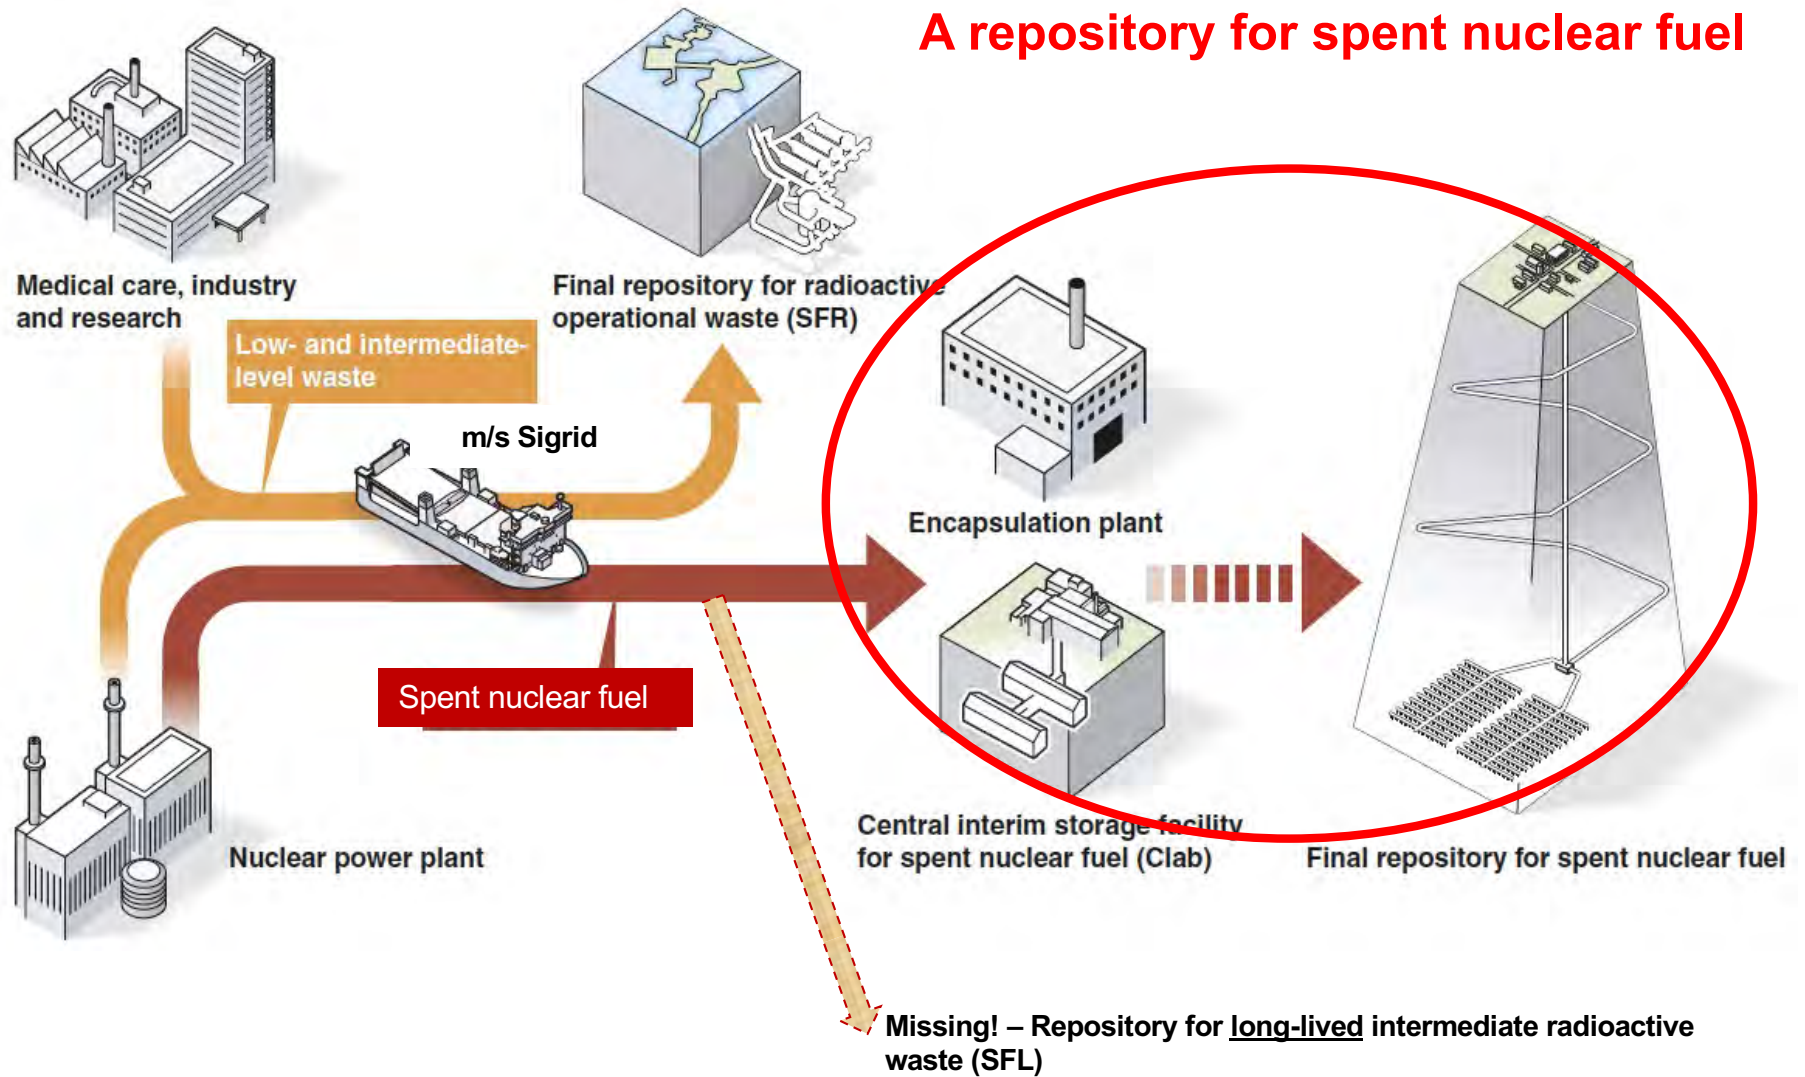 A repository for spent nuclear fuel
Medical care, industry
and research
Final repository for radioactive
operational waste (SFR)
Low- and intermediate-
level waste
m/s Sigrid
Encapsulation plant
Spent nuclear fuel
Central interim storage facility
for spent nuclear fuel (Clab)
Final repository for spent nuclear fuel
Nuclear power plant
Missing! – Repository for long-lived intermediate radioactive
waste (SFL)